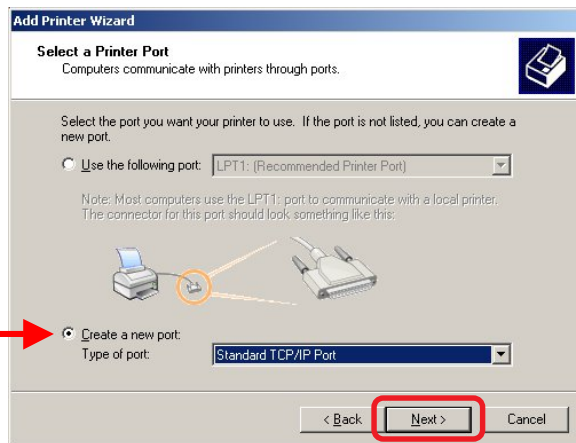 Add Printer Wizard
Select a Printer Port
Computers communicate with printers through ports.
Select the port you want your printer to use. If the port is not listed, you can create a
new port.
Use the following port: LPT1: (Recommended Printer Port)
Note: Most computers use the LPT1: port to communicate with a local printer.
The connector for this port should look something like this:
Create a new port:
Type of port: Standard TCP/IP Port
< Back Next > Cancel